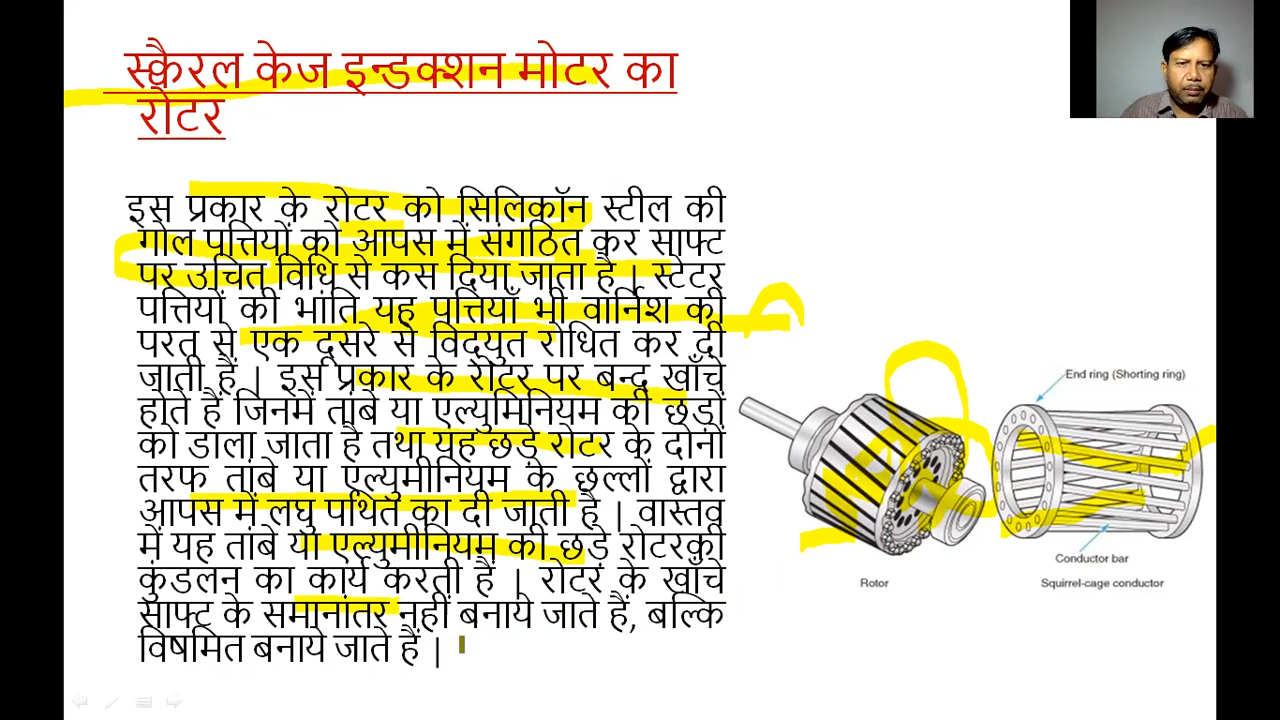 स्कैरल केज इन्डक्शन मोटर का
रोटर
इस प्रकार के रोटर को सिलिकॉन स्टील की
गोल पत्तियों को आपस में संगठित कर साफ्ट
पर उचित विधि से कस दिया जाता है । स्टेटर
पत्तियों की भांति यह पत्तियाँ भी वार्निश की
परत से एक दूसरे से विद्युत रोधित कर दी
जाती हैं । इस प्रकार के रोटर पर बन्द खाँचे
होते हैं जिनमें तांबे या एल्युमिनियम की छड़ों
को डाला जाता है तथा यह छड़े रोटर के दोनों
तरफ तांबे या एल्युमीनियम के छल्लों द्वारा
आपस में लघु पथित का दी जाती है । वास्तव
में यह तांबे या एल्युमीनियम की छड़े रोटरकी
कुंडलन का कार्य करती हैं । रोटर के खाँचे
साफ्ट के समानांतर नहीं बनाये जाते हैं, बल्कि
विषमित बनाये जाते हैं ।
End ring (Shorting ring)
Conductor bar
Rotor
Squirrel-cage conductor